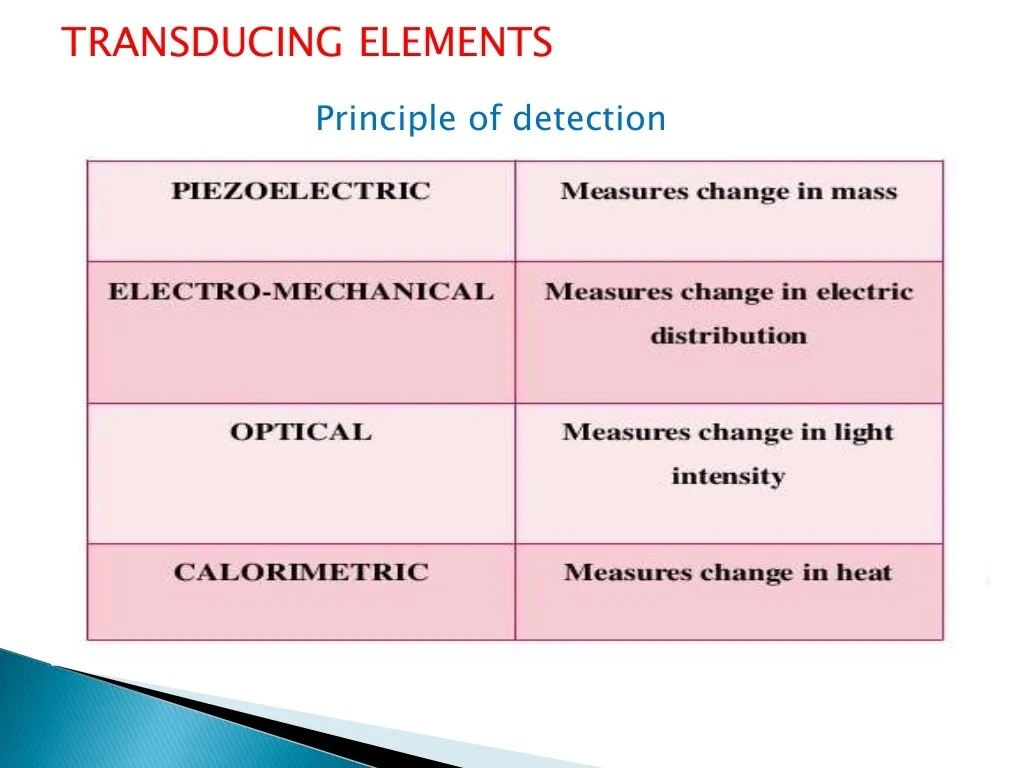 TRANSDUCING ELEMENTS
Principle of detection
PIEZOELECTRIC
Measures change in mass
ELECTRO-MECHANICAL
Measures change in electric
distribution
OPTICAL
Measures change in light
intensity
CALORIMETRIC
Measures change in heat